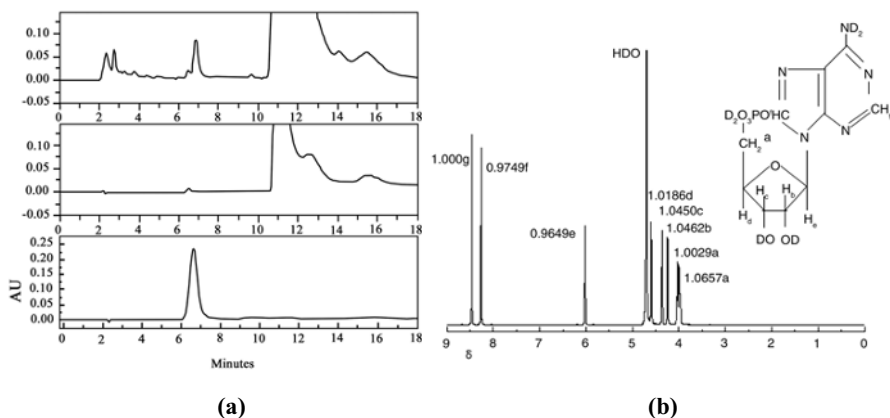 0.10
0.05
0.00
-0.05
0 2 4 6 8 10 12 14 16 18
0.10
0.05
0.00
-0.05
0 2 4 6 8 10 12 14 16 18
0.25
0.20
0.15
0.10
0.05
0.00
0 2 4 6 8 10 12 14 16 18
AU
Minutes
(a)
a
b
HDO
1.000g
0.9749f
0.9649e
1.0186d
1.0450c
1.0462b
1.0029a
1.0657a
9 8 7 6 5 4 3 2 1 0
δ
ND2
N
N
N
N
D2O3PO
HC
CH2
a
O
Hc
Hb
Hd
He
DO
OD
(b)